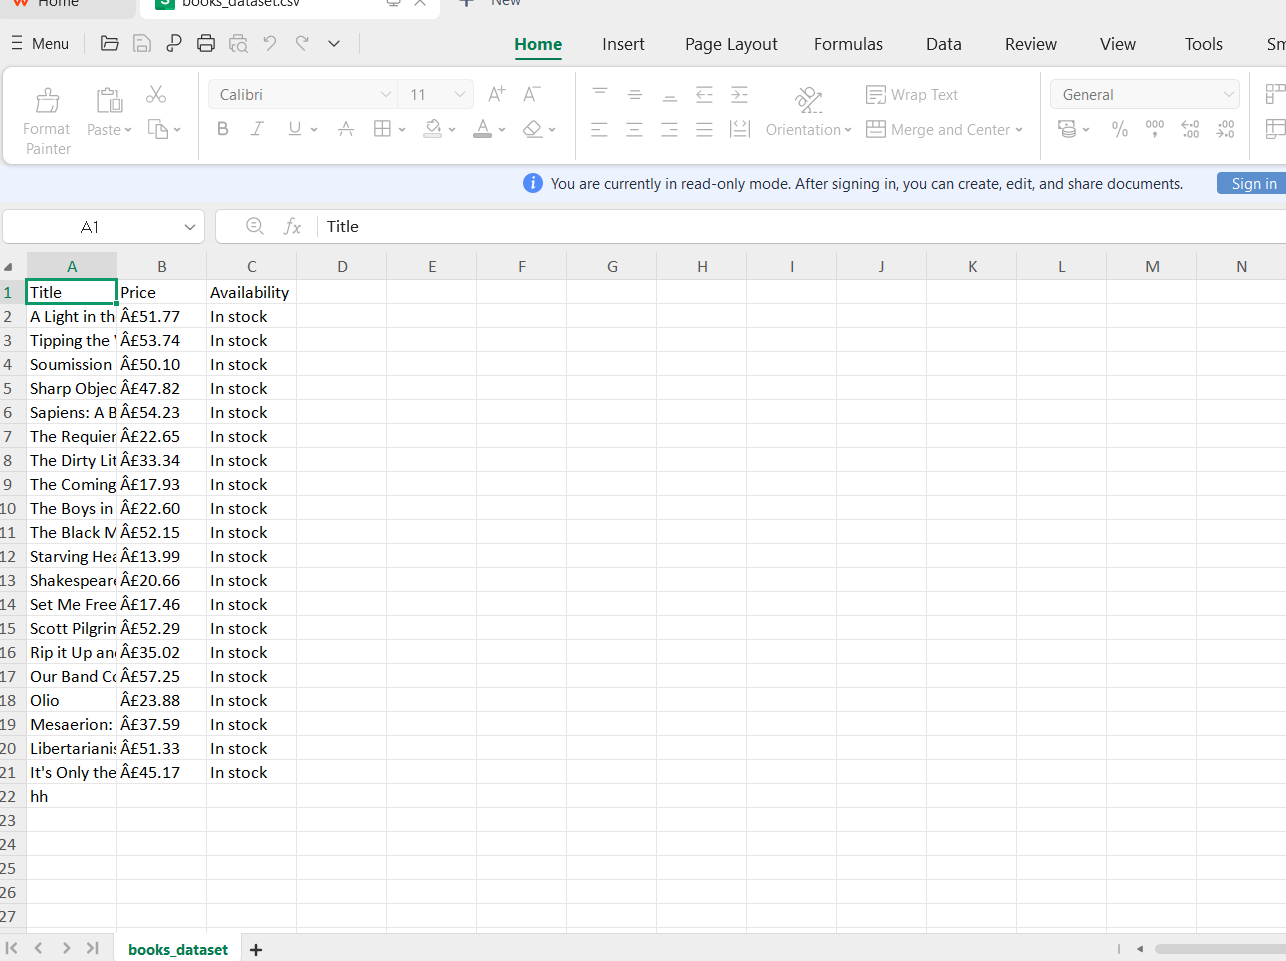 Home books_dataset.csv New
Menu Home Insert Page Layout Formulas Data Review View Tools Sm
Calibri 11 Wrap Text General
Format Painter Paste B I U A A Orientation Merge and Center %
You are currently in read-only mode. After signing in, you can create, edit, and share documents. Sign in
A1 fx Title
A B C D E F G H I J K L M N
1 Title Price Availability
2 A Light in th £51.77 In stock
3 Tipping the £53.74 In stock
4 Soumission £50.10 In stock
5 Sharp Objec £47.82 In stock
6 Sapiens: A B £54.23 In stock
7 The Requier £22.65 In stock
8 The Dirty Lit £33.34 In stock
9 The Coming £17.93 In stock
10 The Boys in £22.60 In stock
11 The Black M £52.15 In stock
12 Starving Hea £13.99 In stock
13 Shakespeare £20.66 In stock
14 Set Me Free £17.46 In stock
15 Scott Pilgrim £52.29 In stock
16 Rip it Up an £35.02 In stock
17 Our Band Co £57.25 In stock
18 Olio £23.88 In stock
19 Mesaerion: £37.59 In stock
20 Libertarianis £51.33 In stock
21 It's Only the £45.17 In stock
22 hh
23
24
25
26
27
books_dataset